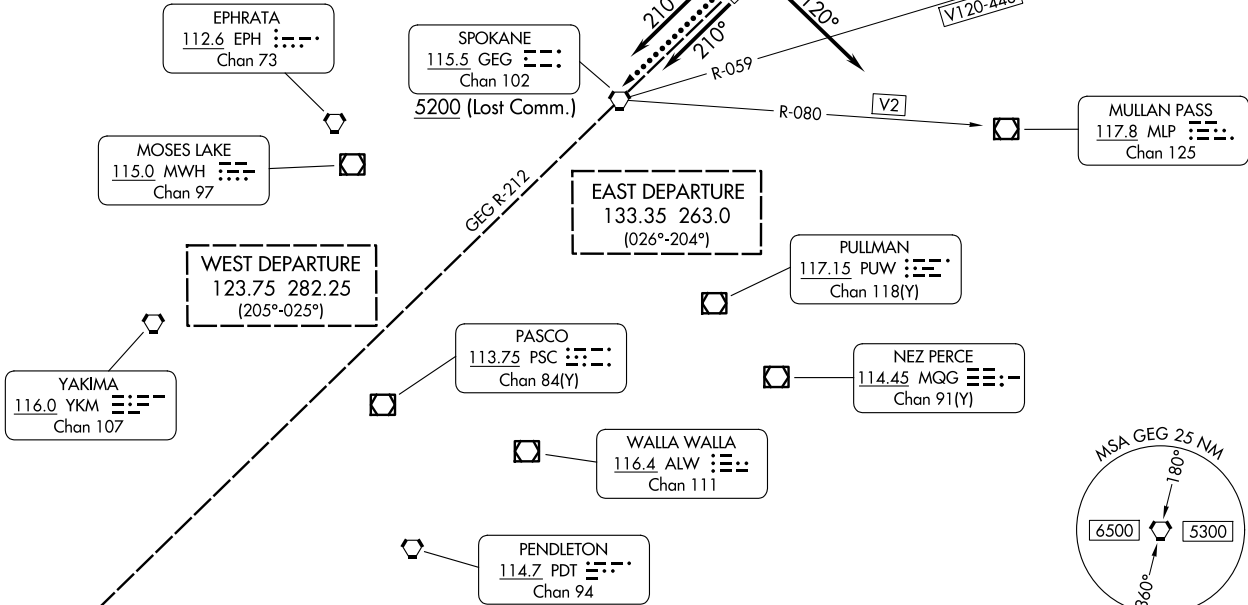 EPHRATA
112.6 EPH
Chan 73
SPOKANE
115.5 GEG
Chan 102
5200 (Lost Comm.)
210°
210°
120°
R-059
R-080
V2
MULLAN PASS
117.8 MLP
Chan 125
MOSES LAKE
115.0 MWH
Chan 97
GEG R-212
EAST DEPARTURE
133.35 263.0
(026°-204°)
WEST DEPARTURE
123.75 282.25
(205°-025°)
PULLMAN
117.15 PUW
Chan 118(Y)
PASCO
113.75 PSC
Chan 84(Y)
NEZ PERCE
114.45 MQG
Chan 91(Y)
YAKIMA
116.0 YKM
Chan 107
WALLA WALLA
116.4 ALW
Chan 111
PENDLETON
114.7 PDT
Chan 94
MSA GEG 25 NM
180°
6500
5300
360°